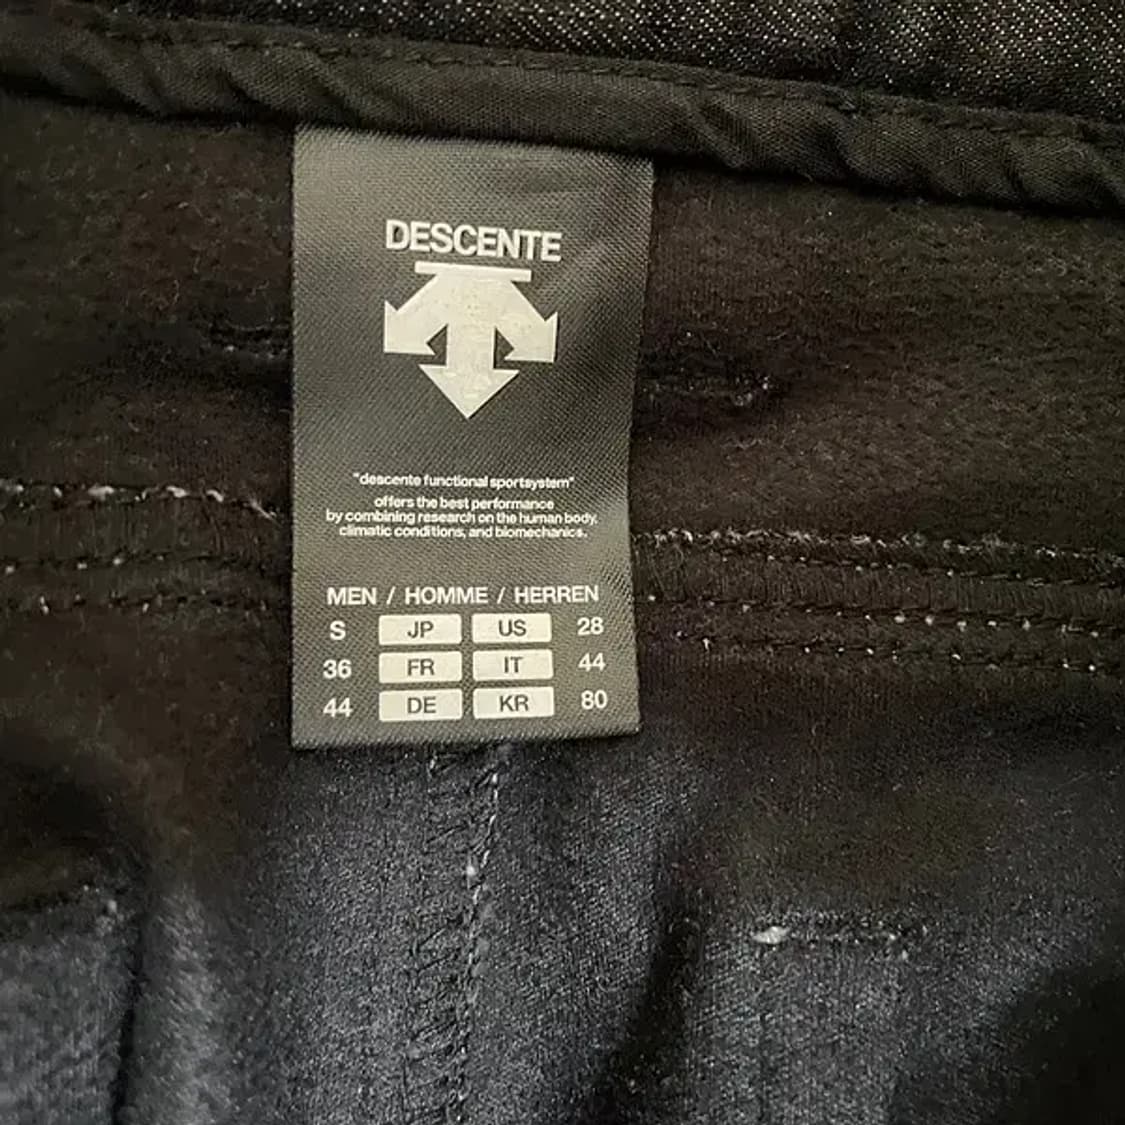 DESCENTE
"descente functional sportsystem"
offers the best performance
by combining research on the human body,
climatic conditions, and biomechanics.
MEN / HOMME / HERREN
S JP US 28
36 FR IT 44
44 DE KR 80